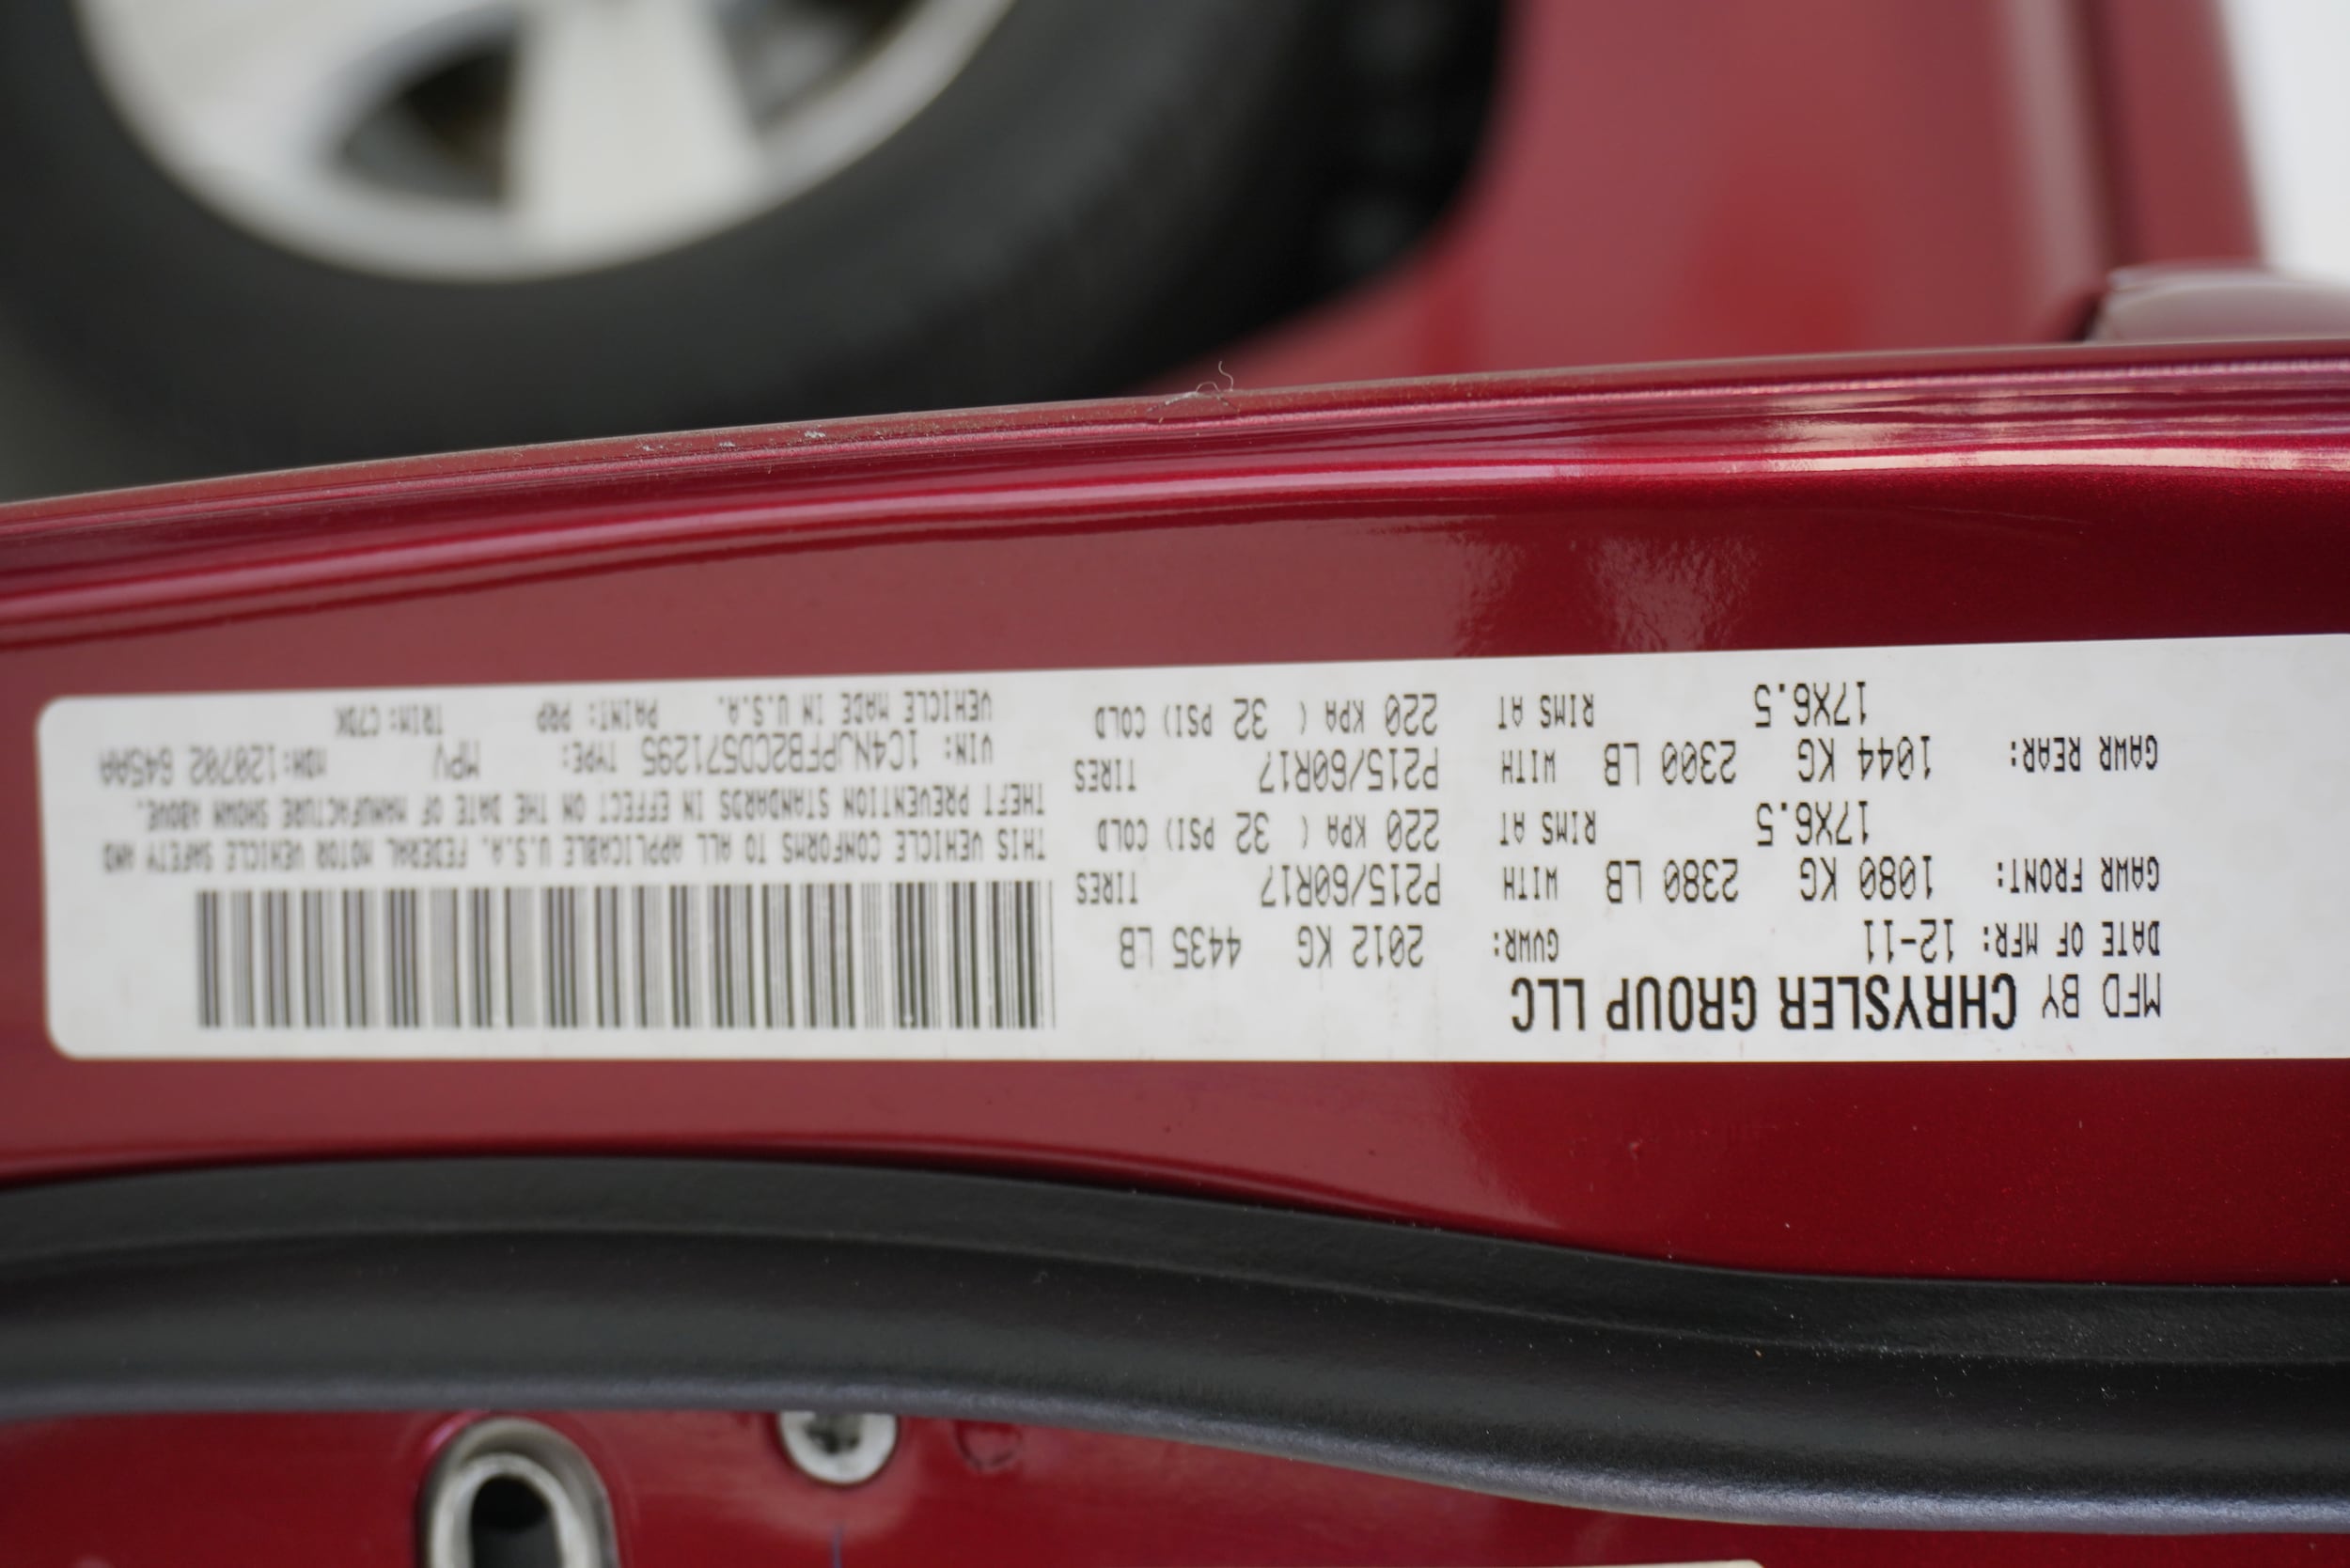 MFD BY CHRYSLER GROUP LLC
DATE OF MFR: 12-11 GVWR: 2012 KG 4435 LB
GAWR FRONT: 1080 KG 2380 LB WITH P215/60R17 TIRES
17X6.5 RIMS AT 220 KPA ( 32 PSI) COLD
GAWR REAR: 1044 KG 2300 LB WITH P215/60R17 TIRES
17X6.5 RIMS AT 220 KPA ( 32 PSI) COLD
THIS VEHICLE CONFORMS TO ALL APPLICABLE U.S.A. FEDERAL MOTOR VEHICLE SAFETY AND
THEFT PREVENTION STANDARDS IN EFFECT ON THE DATE OF MANUFACTURE SHOWN ABOVE.
VIN: 1C4NJPFB2CD571295 TYPE: MPV MDH:120702 645AA
VEHICLE MADE IN U.S.A. PAINT: PRP TRIM: C7DK